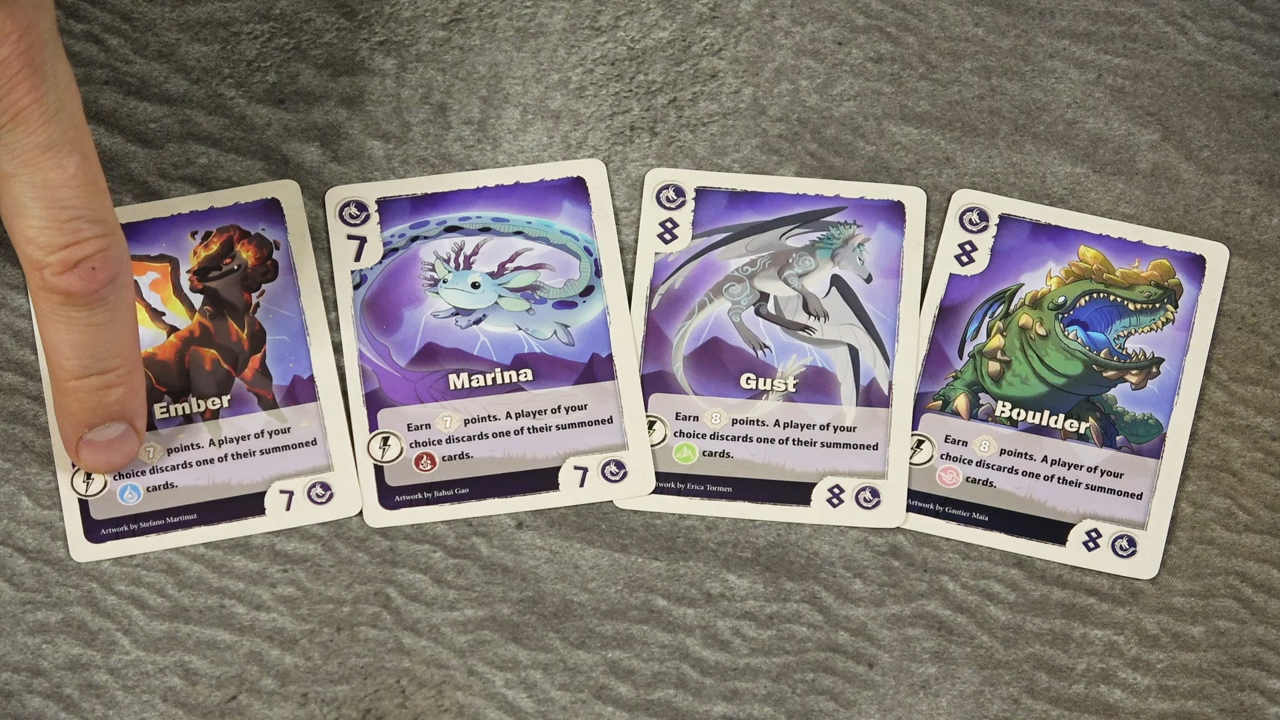 Ember
7 points. A player of your
choice discards one of their summoned
cards.
Artwork by Stefano Martinuz
7
7
Marina
Earn 7 points. A player of your
choice discards one of their summoned
cards.
Artwork by Jiahui Gao
7
8
Gust
Earn 8 points. A player of your
choice discards one of their summoned
cards.
by Erica Tormen
8
8
Boulder
Earn 8 points. A player of your
choice discards one of their summoned
cards.
Artwork by Gautier Maia
8